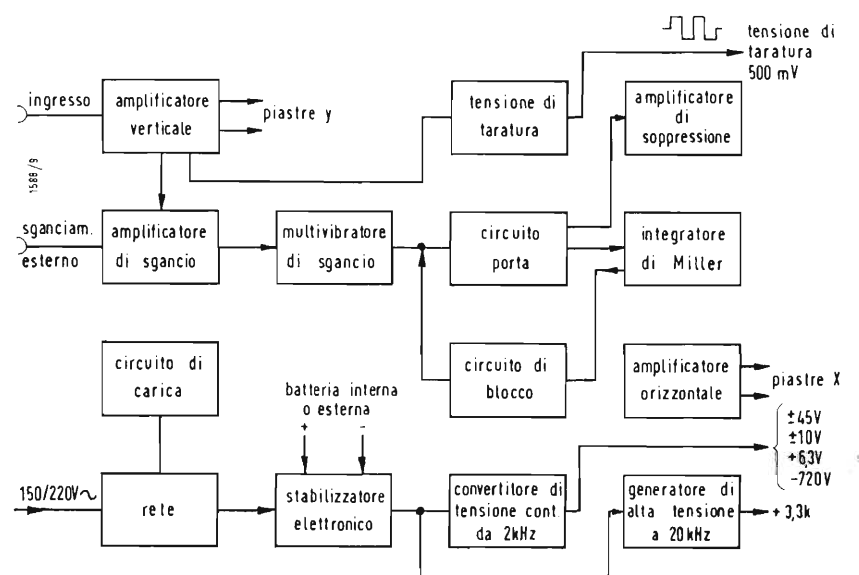 tensione di
taratura
500 mV
ingresso
amplificatore
verticale
piastre y
tensione di
taratura
amplificatore
di
soppressione
1588/9
sganciam.
esterno
amplificatore
di sgancio
multivibratore
di sgancio
circuito
porta
integratore
di Miller
circuito di
carica
batteria interna
o esterna
+ -
circuito di
blocco
amplificatore
orizzontale
piastre X
±45V
±10V
+6,3V
-720V
150/220V~
rete
stabilizzatore
elettronico
convertitore di
tensione cont.
da 2kHz
generatore di
alta tensione
a 20kHz
+ 3,3k